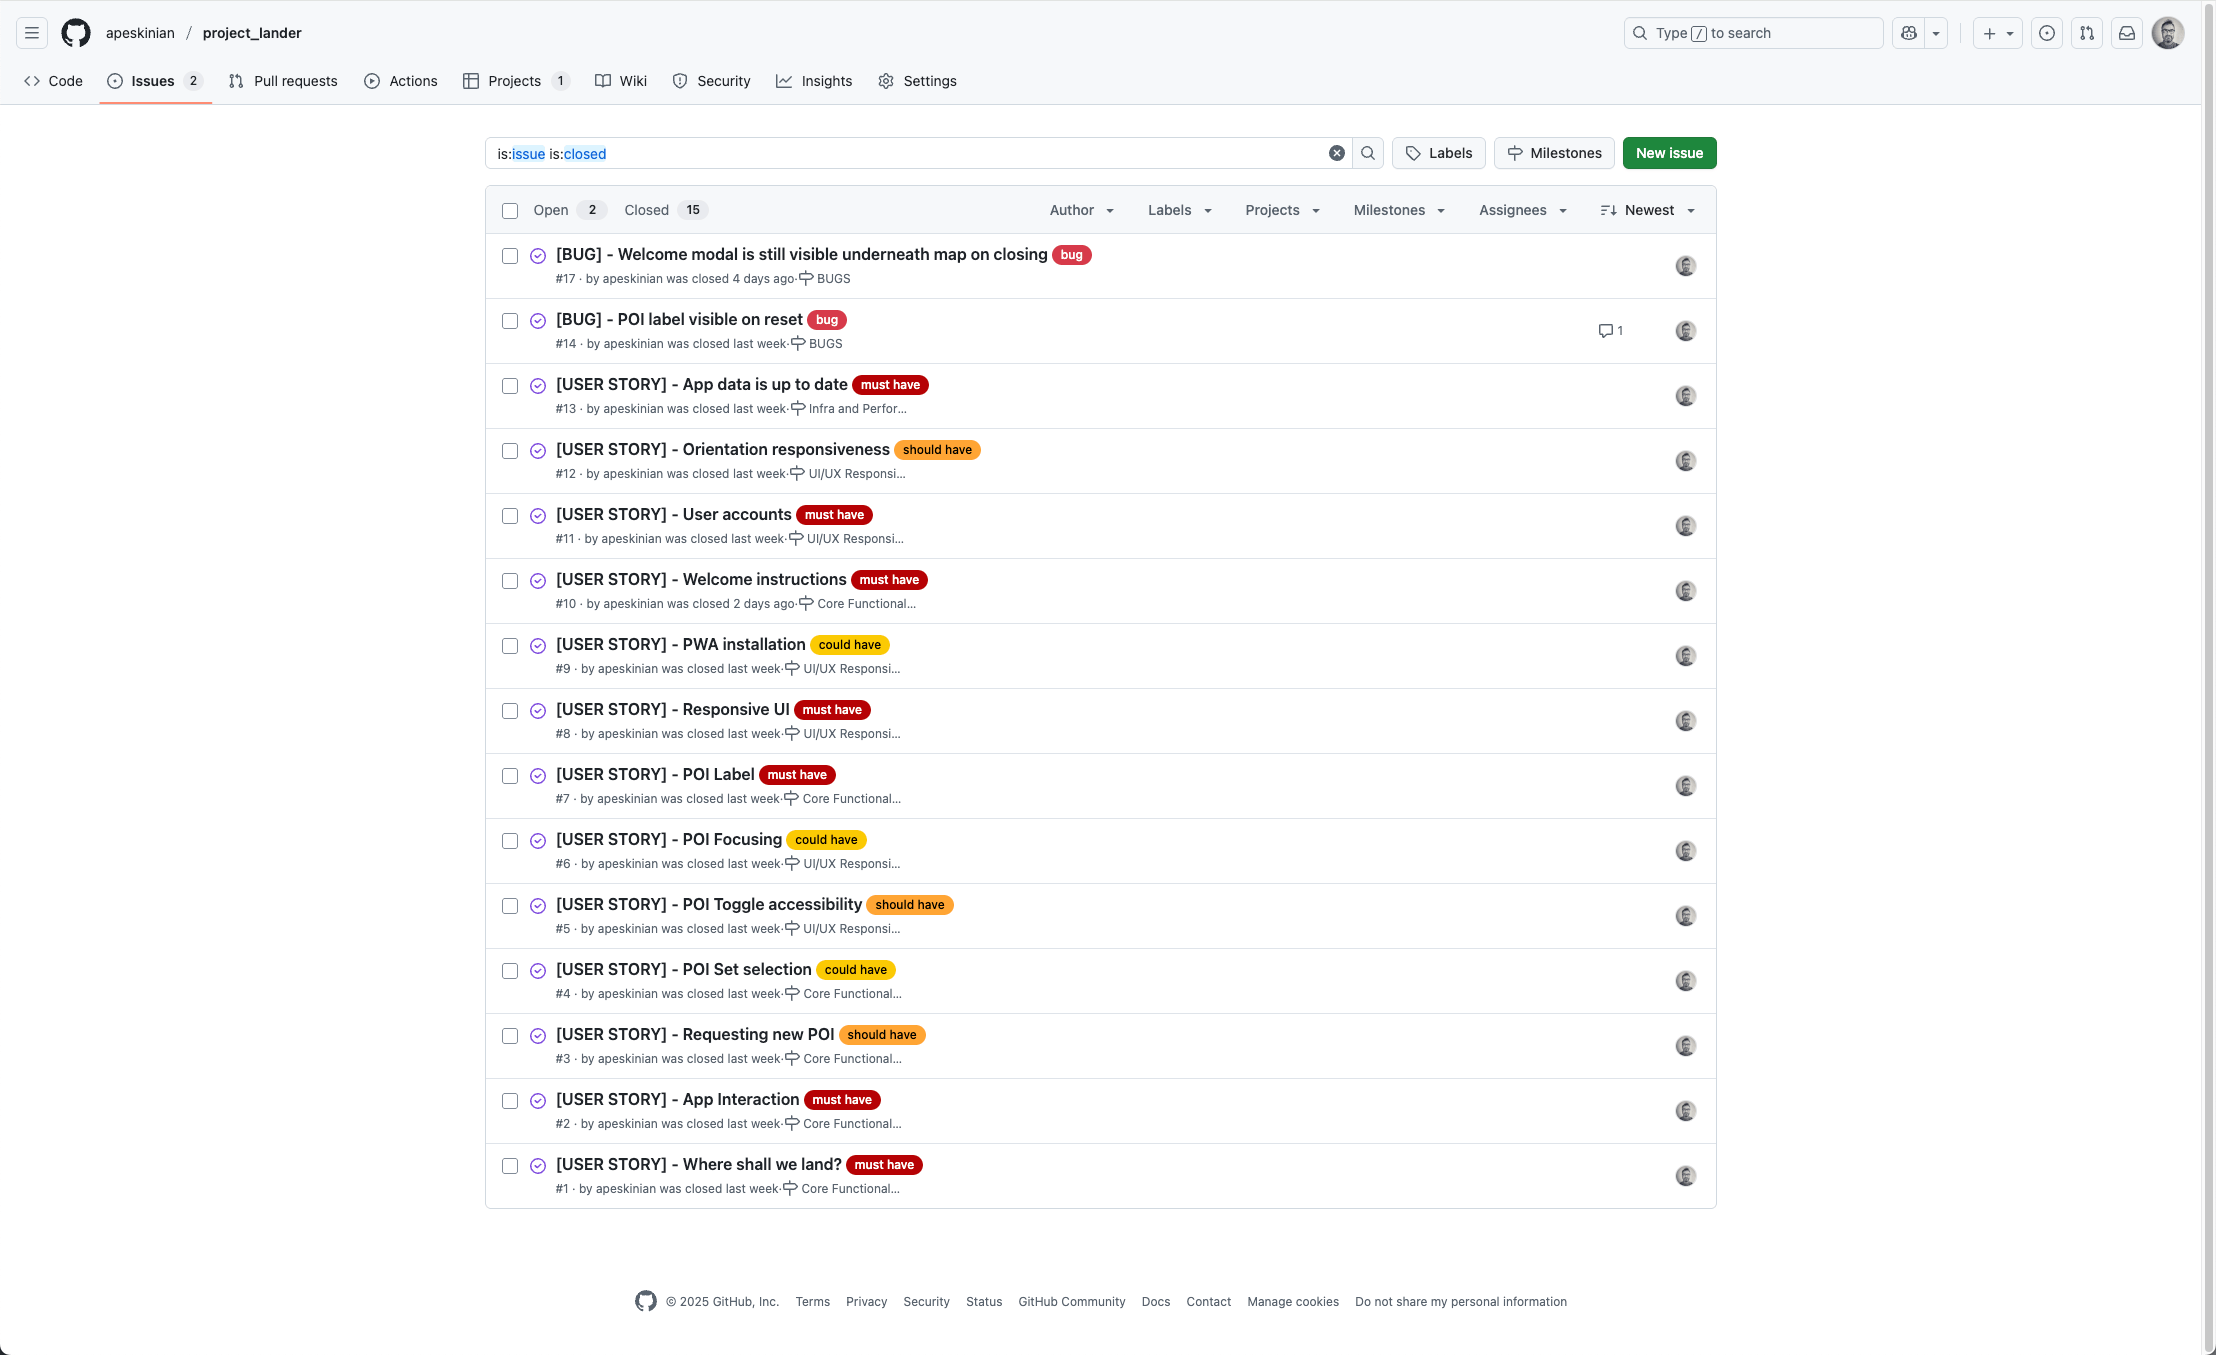 apeskinian / project_lander
Type / to search
Code Issues 2 Pull requests Actions Projects 1 Wiki Security Insights Settings
is:issue is:closed
Labels Milestones New issue
Open 2 Closed 15 Author Labels Projects Milestones Assignees Newest
[BUG] - Welcome modal is still visible underneath map on closing bug
#17 · by apeskinian was closed 4 days ago· BUGS
[BUG] - POI label visible on reset bug
1
#14 · by apeskinian was closed last week· BUGS
[USER STORY] - App data is up to date must have
#13 · by apeskinian was closed last week· Infra and Perfor...
[USER STORY] - Orientation responsiveness should have
#12 · by apeskinian was closed last week· UI/UX Responsi...
[USER STORY] - User accounts must have
#11 · by apeskinian was closed last week· UI/UX Responsi...
[USER STORY] - Welcome instructions must have
#10 · by apeskinian was closed 2 days ago· Core Functional...
[USER STORY] - PWA installation could have
#9 · by apeskinian was closed last week· UI/UX Responsi...
[USER STORY] - Responsive UI must have
#8 · by apeskinian was closed last week· UI/UX Responsi...
[USER STORY] - POI Label must have
#7 · by apeskinian was closed last week· Core Functional...
[USER STORY] - POI Focusing could have
#6 · by apeskinian was closed last week· UI/UX Responsi...
[USER STORY] - POI Toggle accessibility should have
#5 · by apeskinian was closed last week· UI/UX Responsi...
[USER STORY] - POI Set selection could have
#4 · by apeskinian was closed last week· Core Functional...
[USER STORY] - Requesting new POI should have
#3 · by apeskinian was closed last week· Core Functional...
[USER STORY] - App Interaction must have
#2 · by apeskinian was closed last week· Core Functional...
[USER STORY] - Where shall we land? must have
#1 · by apeskinian was closed last week· Core Functional...
© 2025 GitHub, Inc. Terms Privacy Security Status GitHub Community Docs Contact Manage cookies Do not share my personal information